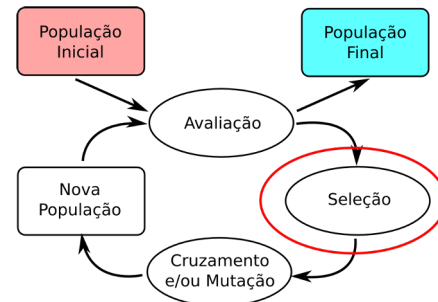 População
Inicial
População
Final
Avaliação
Nova
População
Seleção
Cruzamento
e/ou Mutação